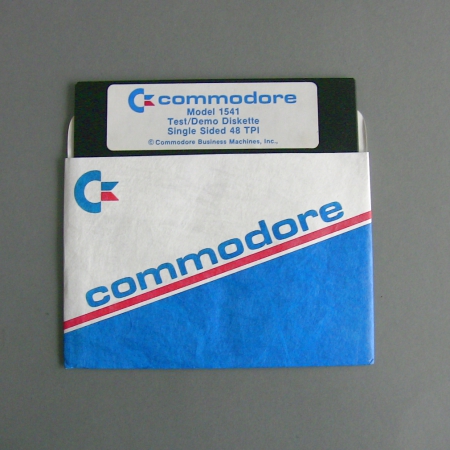 commodore
Model 1541
Test/Demo Diskette
Single Sided 48 TPI
©Commodore Business Machines, Inc.,
commodore